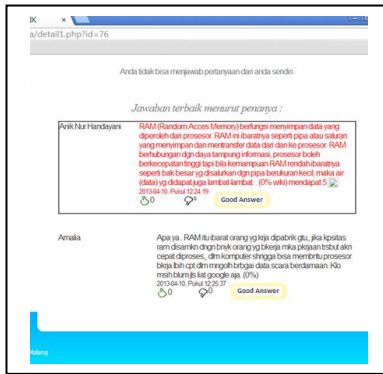 IK ×
a/detail1.php?id=76
Anda tidak bisa menjawab pertanyaan dari anda sendiri.
Jawaban terbaik menurut penanya :
Anik Nur Handayani
RAM (Random Acces Memory) berfungsi menyimpan data yang
diperoleh dari prosesor. RAM ini ibaratnya seperti pipa atau saluran
yang menyimpan dan mentransfer data dari dan ke prosesor. RAM
berhubungan dgn daya tampung informasi, prosesor boleh
berkecepatan tinggi tapi bila kemampuan RAM rendah ibaratnya
seperti bak besar yg disalurkan dgn pipa berukuran kecil, maka air
(data) yg didapat juga lambat-lambat. (0% wiki) mendapat 5
2013-04-10, Pukul 12:24:19
0 0 Good Answer
Amalia
Apa ya.. RAM itu ibarat orang yg krja dipabrik gtu,, jika kpsitas
ram disamkn dngn bnyk orang yg bkerja mka pkrjaan trsbut akn
cepat diproses,, dlm komputer shngga bisa membntu prosesor
bkrja lbih cpt dlm mngolh brbgai data scara berdamaan. Klo
msih blum jls liat google aja. (0%)
2013-04-10, Pukul 12:25:37
0 0 Good Answer
Malang